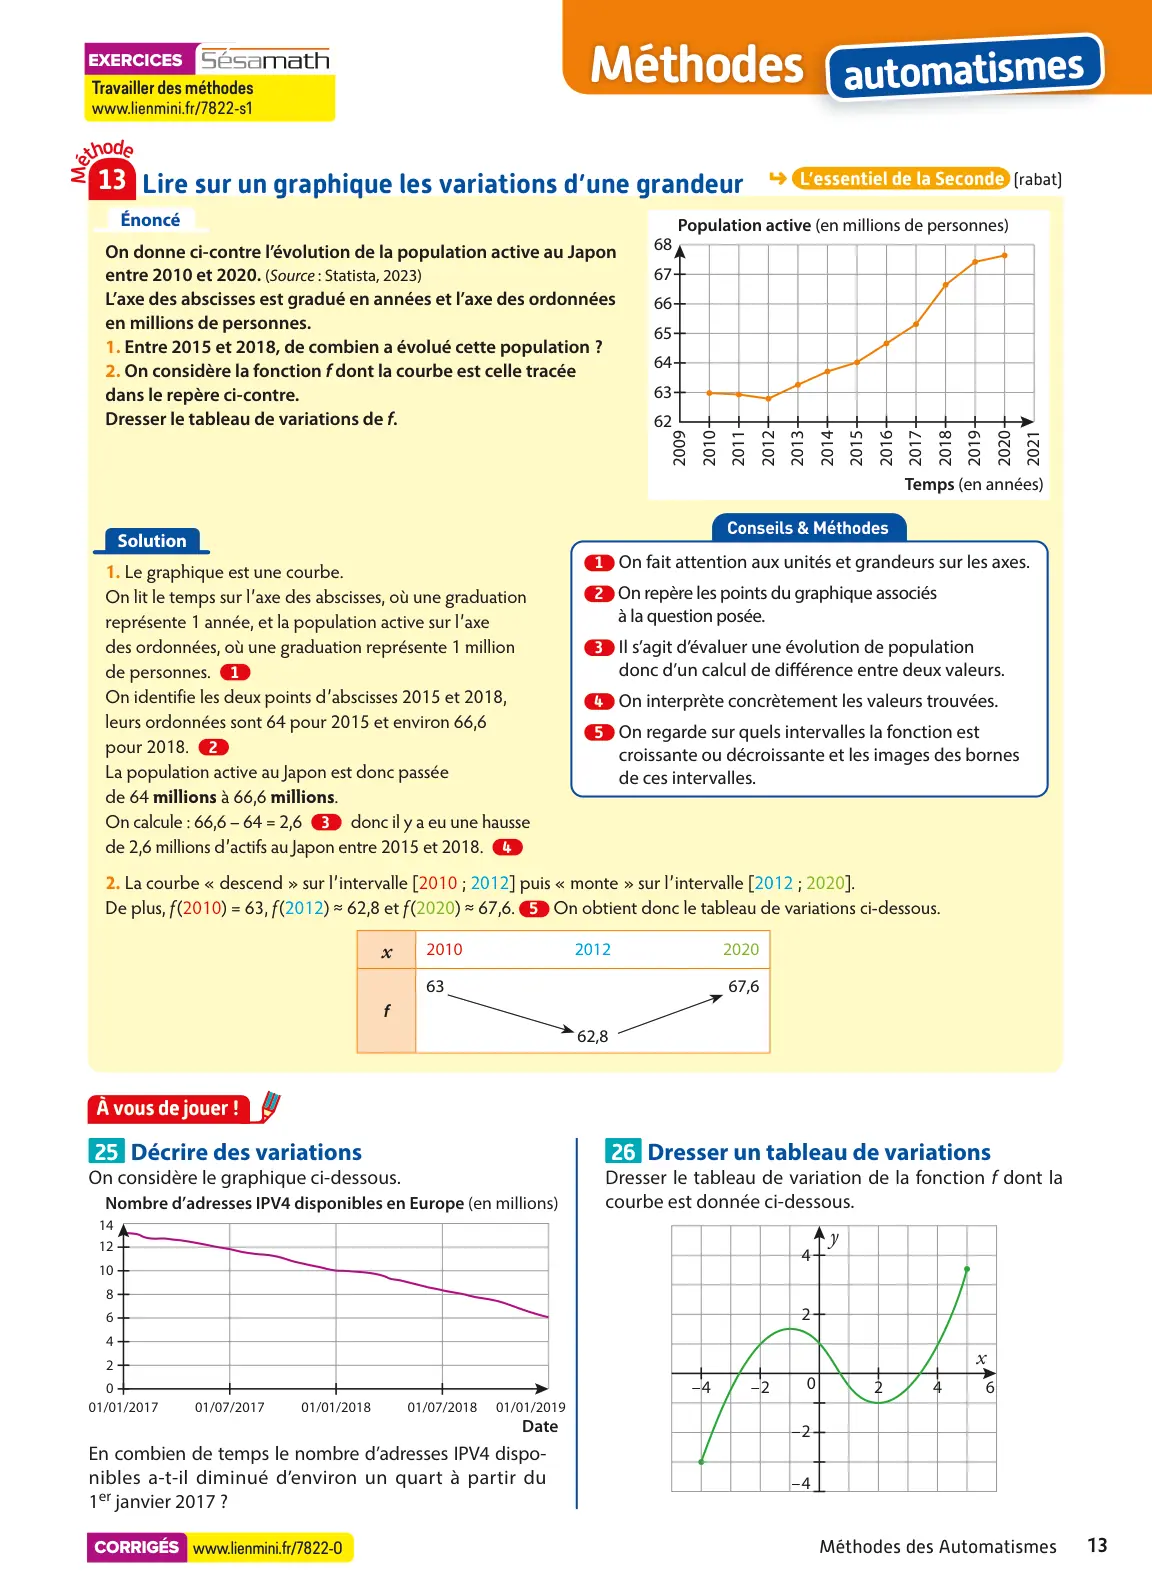 EXERCICES Sésamath
Travailler des méthodes
www.lienmini.fr/7822-s1
Méthodes automatismes
Méthode
13 Lire sur un graphique les variations d'une grandeur
↪ L'essentiel de la Seconde (rabat)
Énoncé
On donne ci-contre l'évolution de la population active au Japon
entre 2010 et 2020. (Source : Statista, 2023)
L'axe des abscisses est gradué en années et l'axe des ordonnées
en millions de personnes.
1. Entre 2015 et 2018, de combien a évolué cette population ?
2. On considère la fonction f dont la courbe est celle tracée
dans le repère ci-contre.
Dresser le tableau de variations de f.
Population active (en millions de personnes)
68
67
66
65
64
63
62
2009 2010 2011 2012 2013 2014 2015 2016 2017 2018 2019 2020 2021
Temps (en années)
Solution
1. Le graphique est une courbe.
On lit le temps sur l'axe des abscisses, où une graduation
représente 1 année, et la population active sur l'axe
des ordonnées, où une graduation représente 1 million
de personnes. 1
On identifie les deux points d'abscisses 2015 et 2018,
leurs ordonnées sont 64 pour 2015 et environ 66,6
pour 2018. 2
La population active au Japon est donc passée
de 64 millions à 66,6 millions.
On calcule : 66,6 – 64 = 2,6 3 donc il y a eu une hausse
de 2,6 millions d'actifs au Japon entre 2015 et 2018. 4
Conseils & Méthodes
1 On fait attention aux unités et grandeurs sur les axes.
2 On repère les points du graphique associés
à la question posée.
3 Il s'agit d'évaluer une évolution de population
donc d'un calcul de différence entre deux valeurs.
4 On interprète concrètement les valeurs trouvées.
5 On regarde sur quels intervalles la fonction est
croissante ou décroissante et les images des bornes
de ces intervalles.
2. La courbe « descend » sur l'intervalle [2010 ; 2012] puis « monte » sur l'intervalle [2012 ; 2020].
De plus, f(2010) = 63, f(2012) ≈ 62,8 et f(2020) ≈ 67,6. 5 On obtient donc le tableau de variations ci-dessous.
x 2010 2012 2020
63 67,6
f
62,8
À vous de jouer !
25 Décrire des variations
On considère le graphique ci-dessous.
Nombre d'adresses IPV4 disponibles en Europe (en millions)
14
12
10
8
6
4
2
0
01/01/2017 01/07/2017 01/01/2018 01/07/2018 01/01/2019
Date
En combien de temps le nombre d'adresses IPV4 dispo-
nibles a-t-il diminué d'environ un quart à partir du
1er janvier 2017 ?
26 Dresser un tableau de variations
Dresser le tableau de variation de la fonction f dont la
courbe est donnée ci-dessous.
y
4
2
x
–4 –2 0 2 4 6
–2
–4
CORRIGÉS www.lienmini.fr/7822-0
Méthodes des Automatismes 13